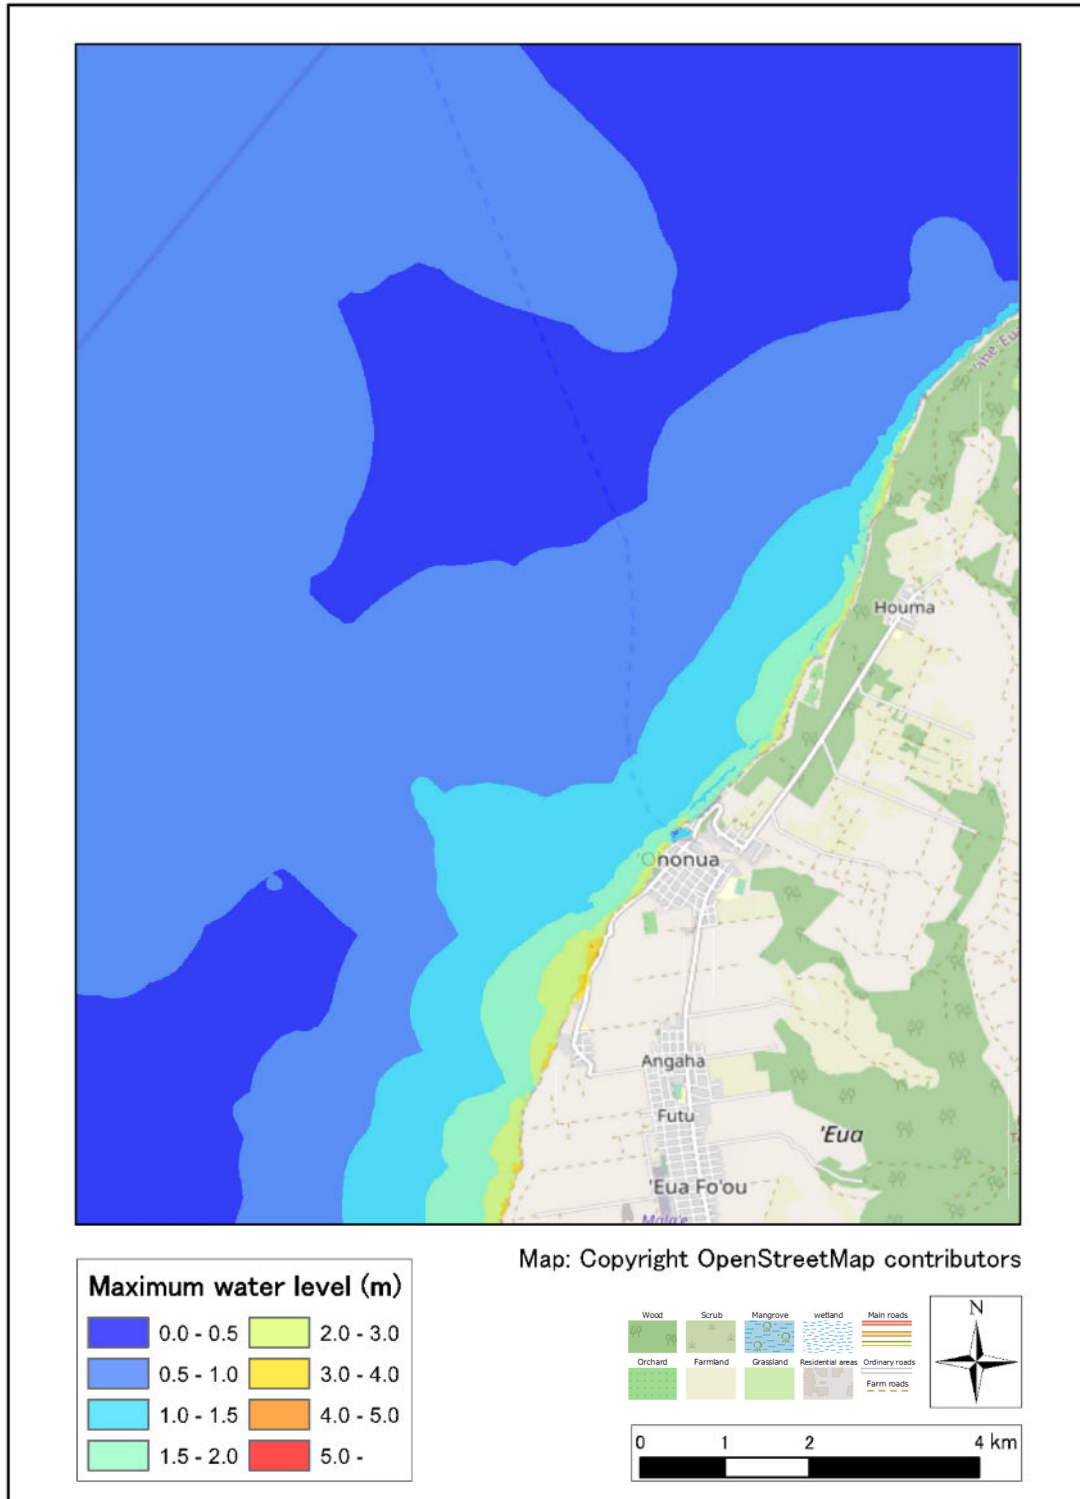 Houma
'Ononua
Angaha
Futu
'Eua
'Eua Fo'ou
Map: Copyright OpenStreetMap contributors
Maximum water level (m)
0.0 - 0.5
2.0 - 3.0
0.5 - 1.0
3.0 - 4.0
1.0 - 1.5
4.0 - 5.0
1.5 - 2.0
5.0 -
Wood
Scrub
Mangrove
wetland
Main roads
Orchard
Farmland
Grassland
Residential areas
Ordinary roads
Farm roads
N
0 1 2 4 km